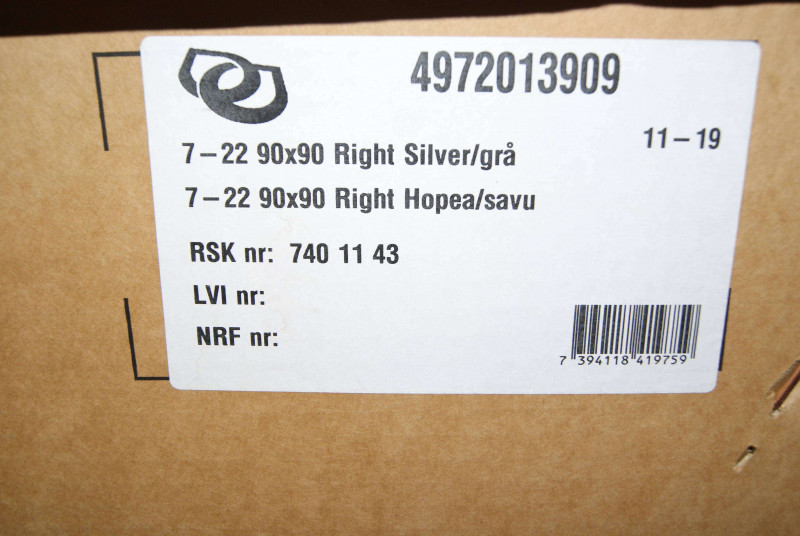 4972013909
11–19
7–22 90x90 Right Silver/grå
7–22 90x90 Right Hopea/savu
RSK nr: 740 11 43
LVI nr:
NRF nr:
7 394118 419759